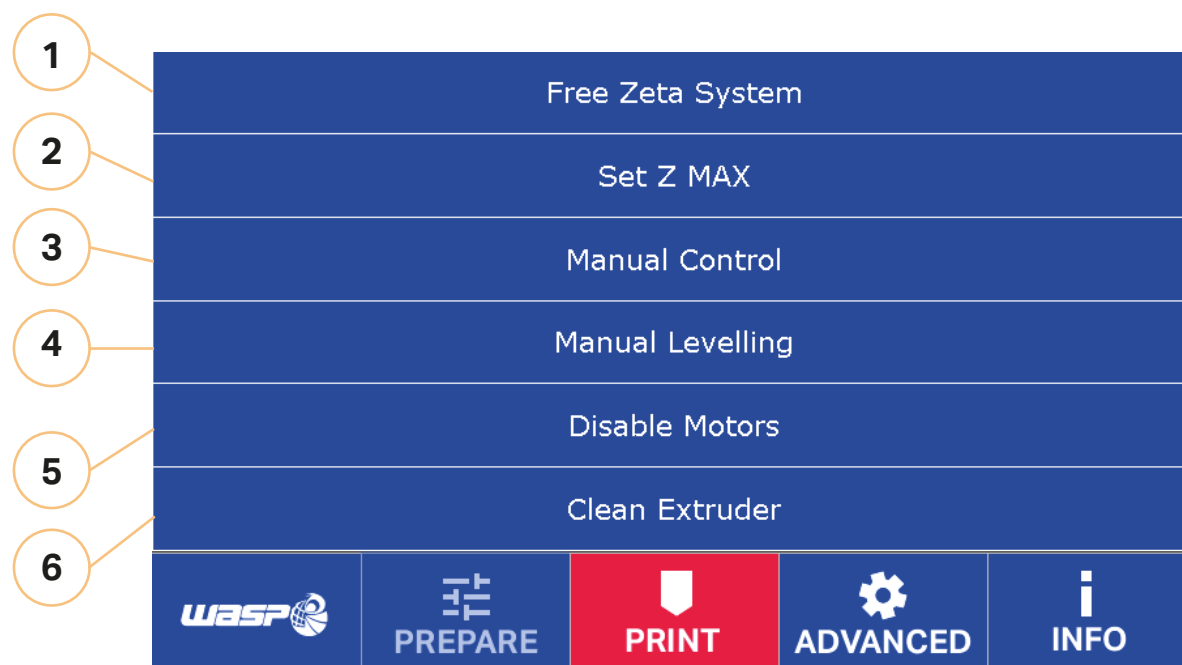 1
Free Zeta System
2
Set Z MAX
3
Manual Control
4
Manual Levelling
5
Disable Motors
6
Clean Extruder
wasp
PREPARE
PRINT
ADVANCED
INFO